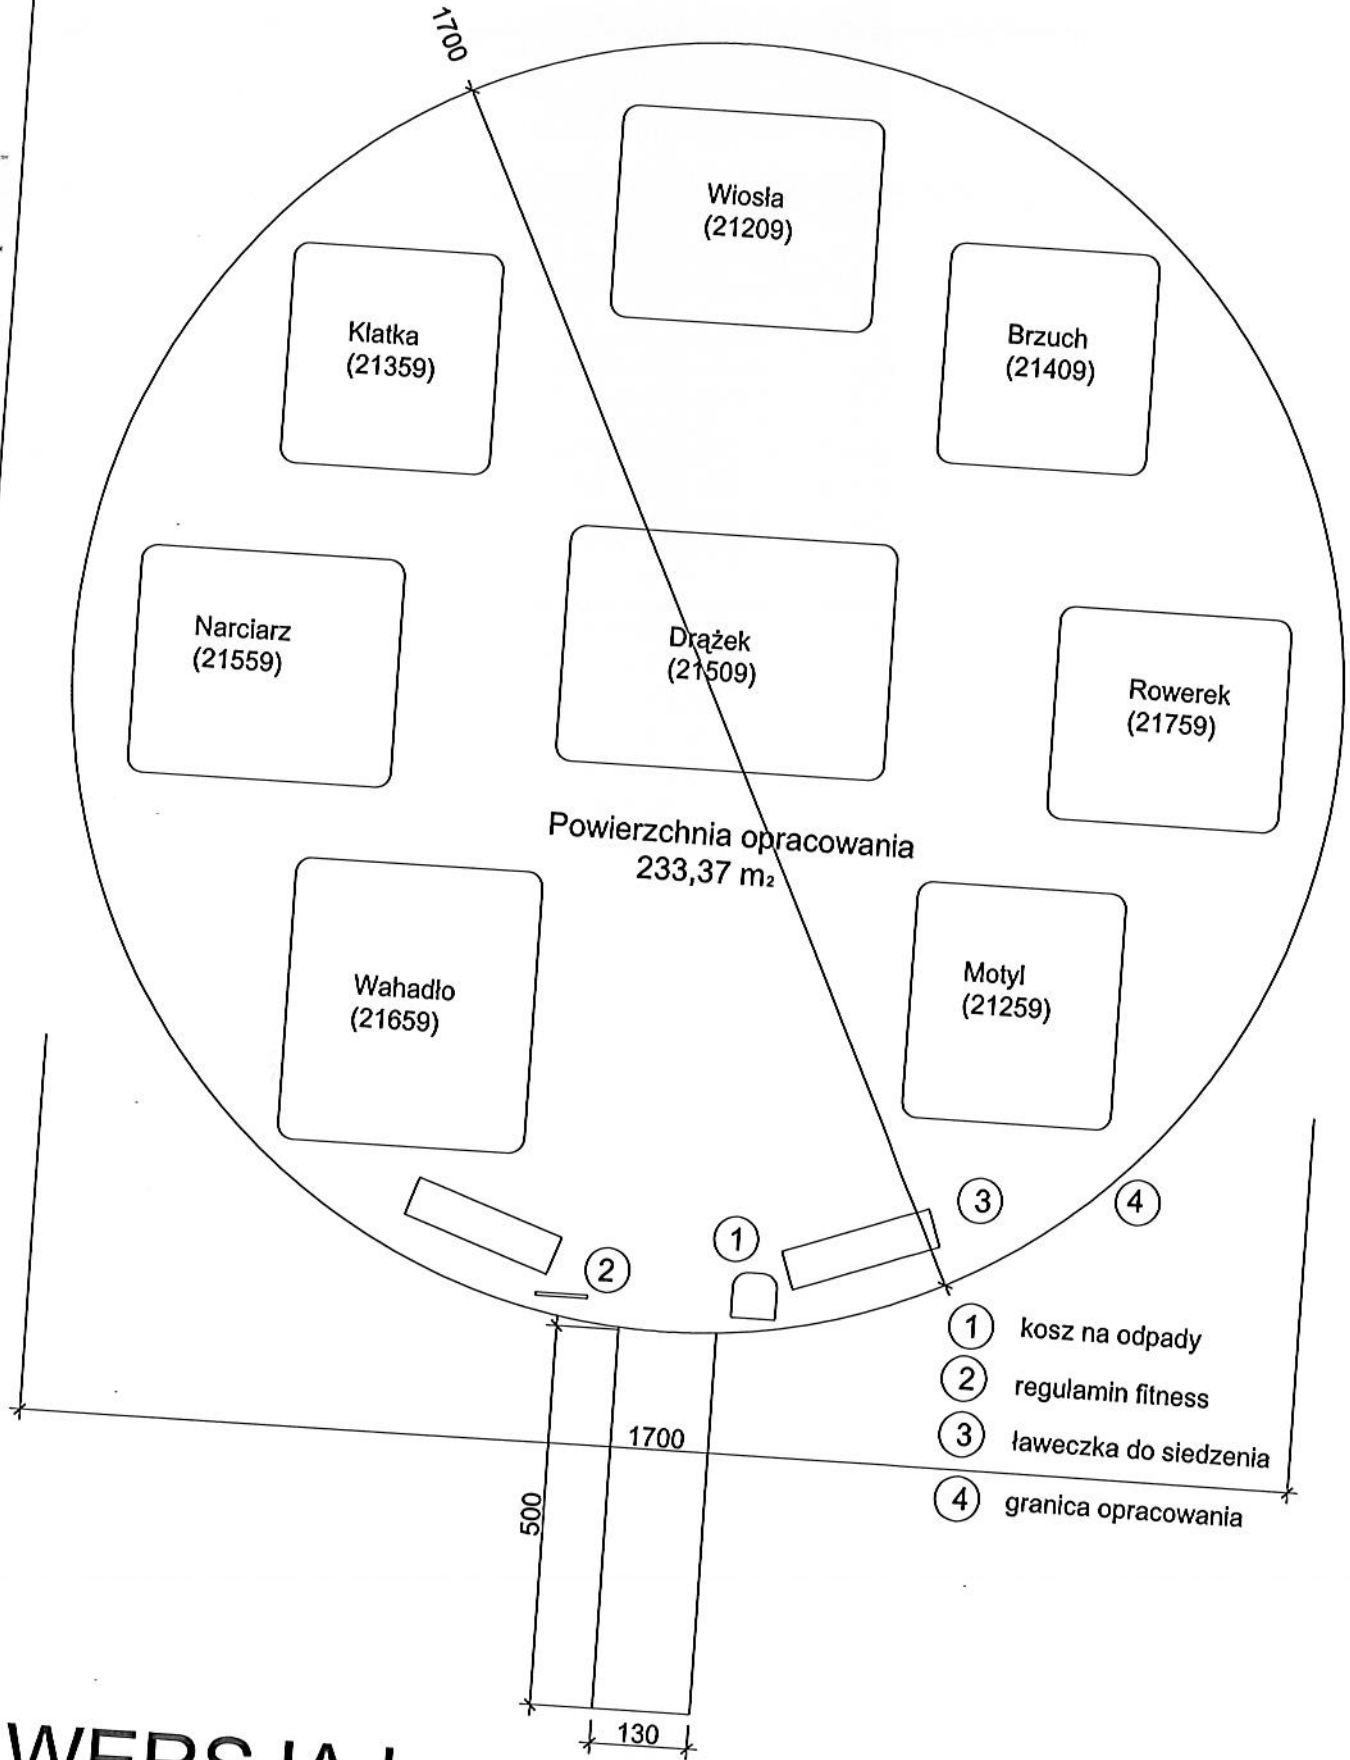 1700
Wiosła
(21209)
Klatka
(21359)
Brzuch
(21409)
Narciarz
(21559)
Drążek
(21509)
Rowerek
(21759)
Powierzchnia opracowania
233,37 m₂
Wahadło
(21659)
Motyl
(21259)
3
4
1
2
1 kosz na odpady
2 regulamin fitness
3 ławeczka do siedzenia
4 granica opracowania
1700
500
130